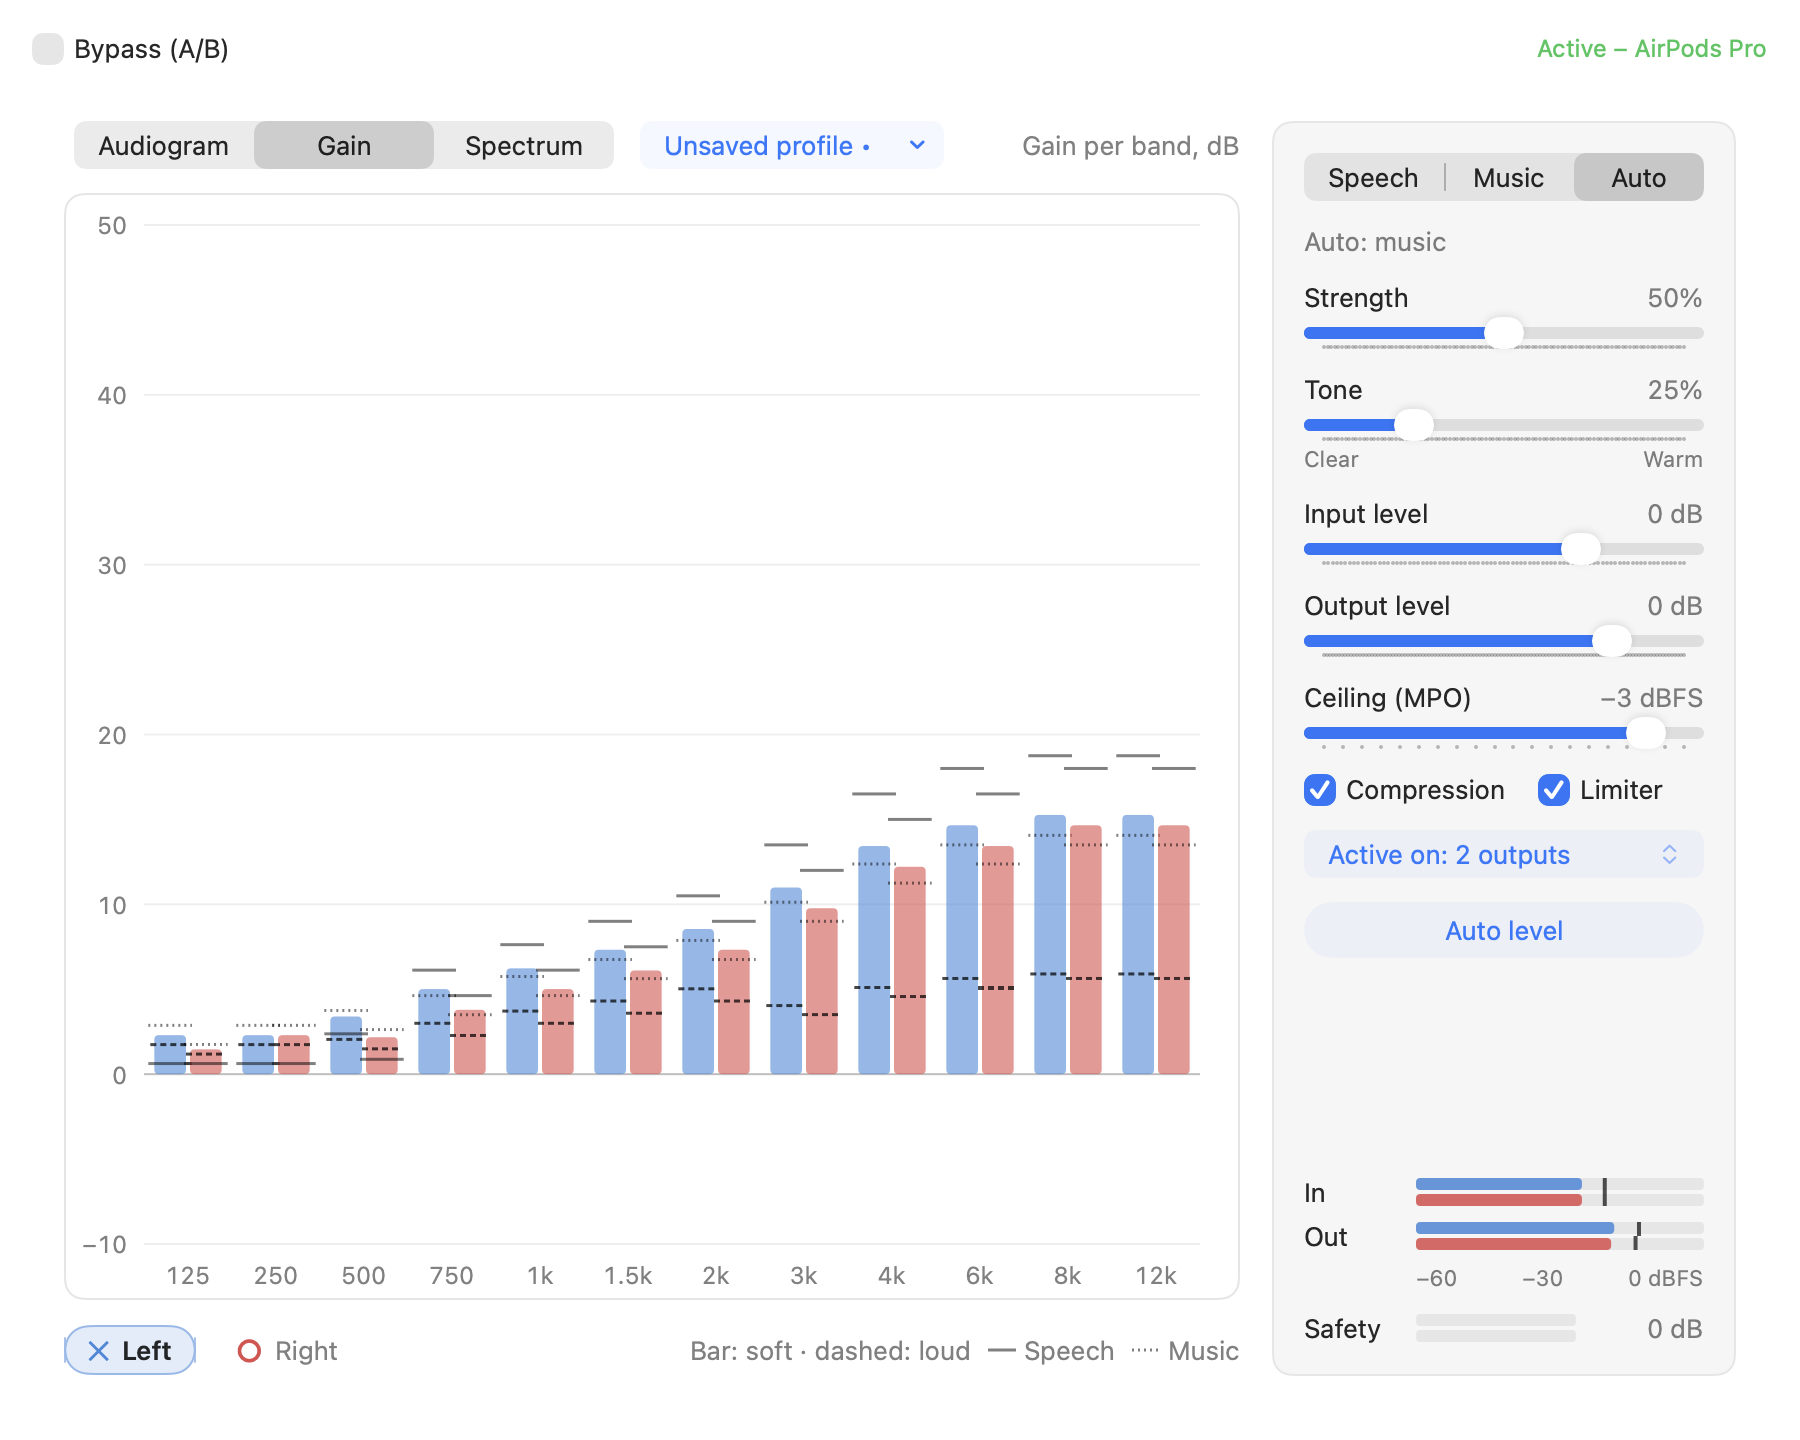 Bypass (A/B)
Active – AirPods Pro
Audiogram Gain Spectrum
Unsaved profile •
Gain per band, dB
50
40
30
20
10
0
−10
125 250 500 750 1k 1.5k 2k 3k 4k 6k 8k 12k
Left
Right
Bar: soft · dashed: loud Speech Music
Speech Music Auto
Auto: music
Strength 50%
Tone 25%
Clear Warm
Input level 0 dB
Output level 0 dB
Ceiling (MPO) −3 dBFS
Compression Limiter
Active on: 2 outputs
Auto level
In
Out
−60 −30 0 dBFS
Safety 0 dB